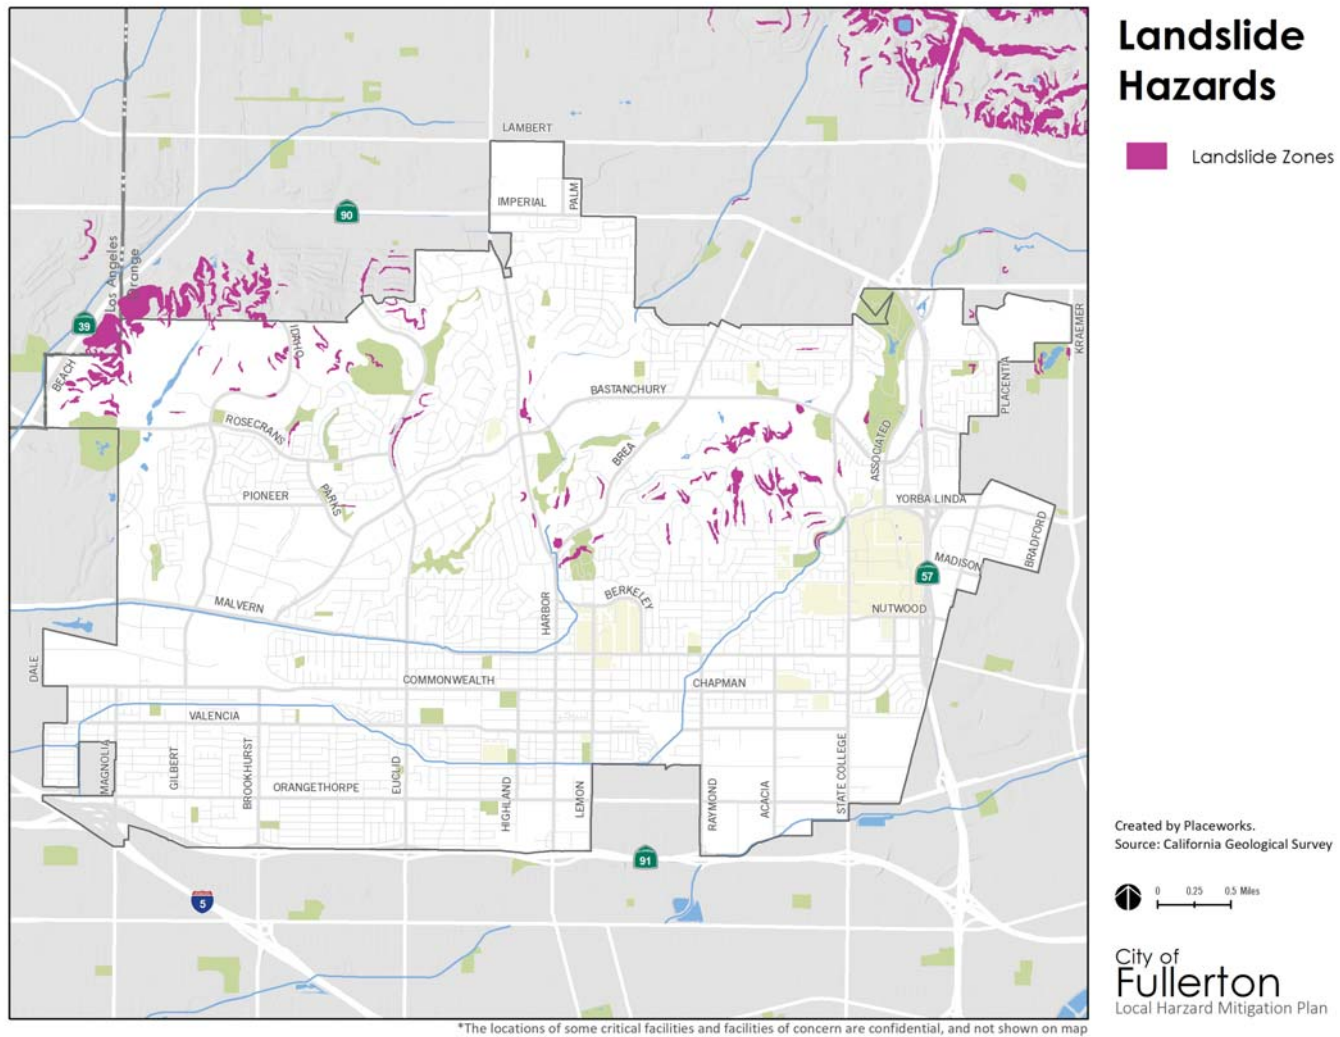 Landslide
Hazards
Landslide Zones
LAMBERT
IMPERIAL
PALM
90
Los Angeles
Orange
39
BEACH
IDAHO
KRAEMER
PLACENTIA
BASTANCHURY
ROSECRANS
BREA
ASSOCIATED
PIONEER
PARKS
YORBA LINDA
BRADFORD
MADISON
57
MALVERN
HARBOR
BERKELEY
NUTWOOD
DALE
COMMONWEALTH
CHAPMAN
VALENCIA
MAGNOLIA
GILBERT
BROOKHURST
ORANGETHORPE
EUCLID
HIGHLAND
LEMON
RAYMOND
ACACIA
STATE COLLEGE
91
5
Created by Placeworks.
Source: California Geological Survey
0 0.25 0.5 Miles
City of
Fullerton
Local Harzard Mitigation Plan
*The locations of some critical facilities and facilities of concern are confidential, and not shown on map